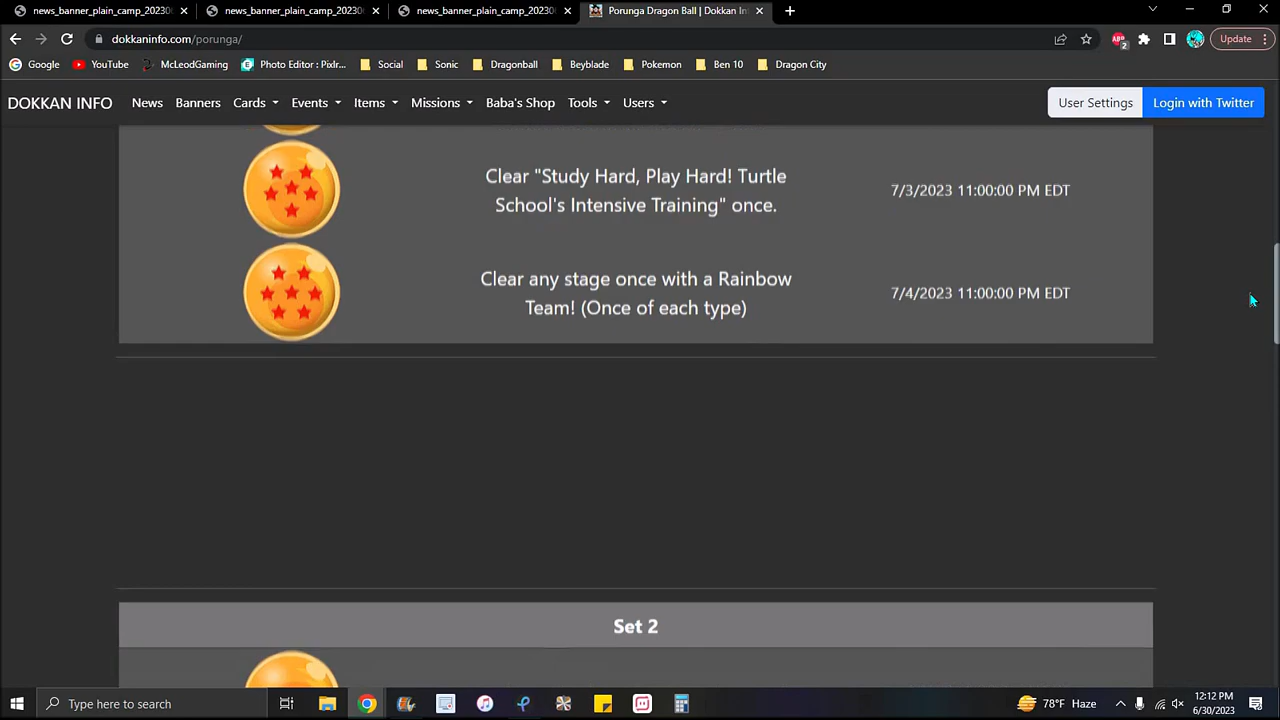 news_banner_plain_camp_20230
news_banner_plain_camp_20230
news_banner_plain_camp_20230
Porunga Dragon Ball | Dokkan In
dokkaninfo.com/porunga/
Update
Google
YouTube
McLeodGaming
Photo Editor : Pixlr...
Social
Sonic
Dragonball
Beyblade
Pokemon
Ben 10
Dragon City
DOKKAN INFO
News
Banners
Cards
Events
Items
Missions
Baba's Shop
Tools
Users
User Settings
Login with Twitter
Clear "Study Hard, Play Hard! Turtle
School's Intensive Training" once.
7/3/2023 11:00:00 PM EDT
Clear any stage once with a Rainbow
Team! (Once of each type)
7/4/2023 11:00:00 PM EDT
Set 2
Type here to search
78°F Haze
12:12 PM
6/30/2023